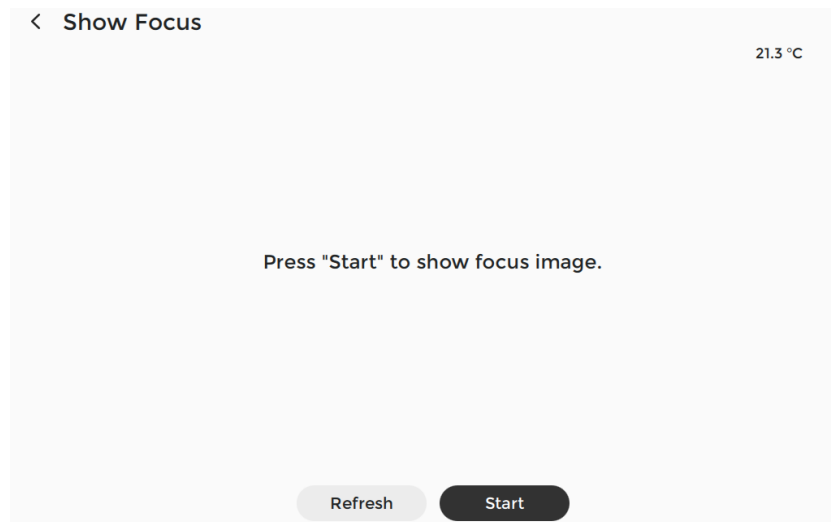 Show Focus
21.3 °C
Press "Start" to show focus image.
Refresh
Start